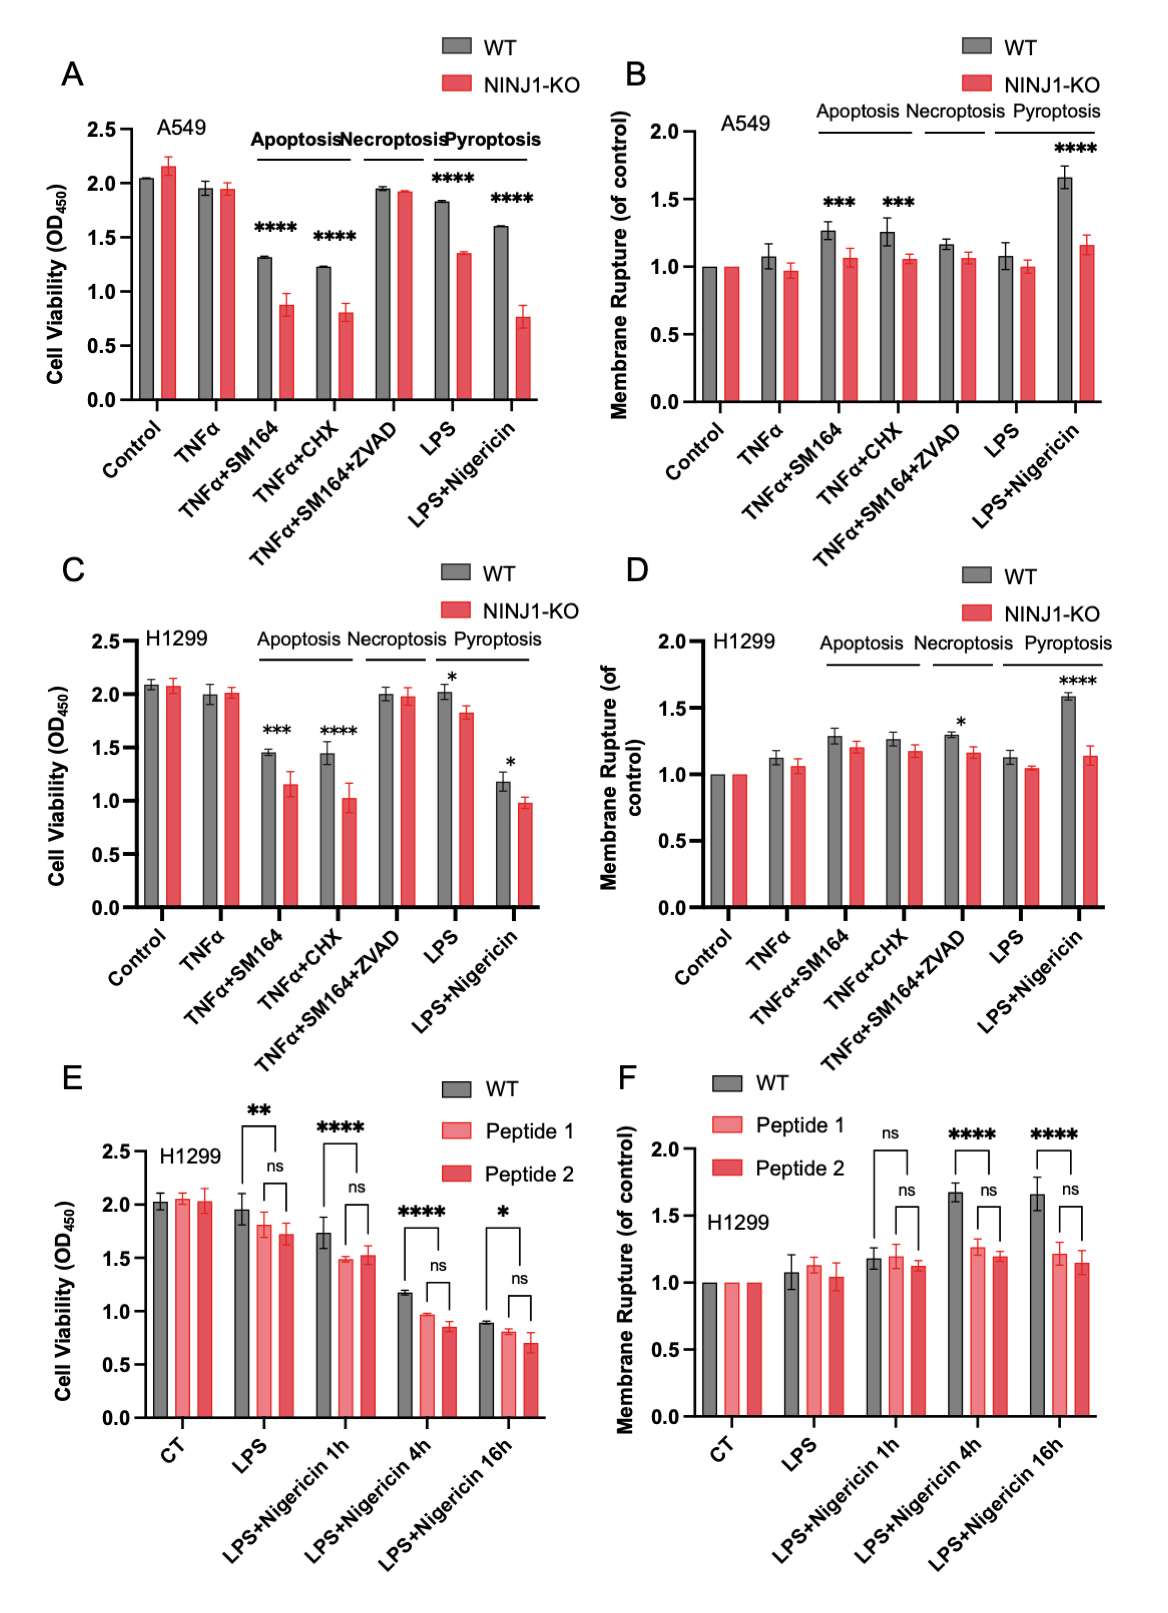 A
WT
NINJ1-KO
A549
Apoptosis Necroptosis Pyroptosis
Cell Viability (OD450)
2.5
2.0
1.5
1.0
0.5
0.0
****
****
****
****
Control
TNFα
TNFα+SM164
TNFα+CHX
TNFα+SM164+ZVAD
LPS
LPS+Nigericin
B
WT
NINJ1-KO
A549
Apoptosis Necroptosis Pyroptosis
Membrane Rupture (of control)
2.0
1.5
1.0
0.5
0.0
***
***
****
Control
TNFα
TNFα+SM164
TNFα+CHX
TNFα+SM164+ZVAD
LPS
LPS+Nigericin
C
WT
NINJ1-KO
H1299
Apoptosis Necroptosis Pyroptosis
Cell Viability (OD450)
2.5
2.0
1.5
1.0
0.5
0.0
***
****
*
*
Control
TNFα
TNFα+SM164
TNFα+CHX
TNFα+SM164+ZVAD
LPS
LPS+Nigericin
D
WT
NINJ1-KO
H1299
Apoptosis Necroptosis Pyroptosis
Membrane Rupture (of
control)
2.0
1.5
1.0
0.5
0.0
*
****
Control
TNFα
TNFα+SM164
TNFα+CHX
TNFα+SM164+ZVAD
LPS
LPS+Nigericin
E
WT
Peptide 1
Peptide 2
H1299
Cell Viability (OD450)
2.5
2.0
1.5
1.0
0.5
0.0
**
ns
****
ns
****
ns
*
ns
CT
LPS
LPS+Nigericin 1h
LPS+Nigericin 4h
LPS+Nigericin 16h
F
WT
Peptide 1
Peptide 2
H1299
Membrane Rupture (of control)
2.0
1.5
1.0
0.5
0.0
ns
ns
****
ns
****
ns
CT
LPS
LPS+Nigericin 1h
LPS+Nigericin 4h
LPS+Nigericin 16h